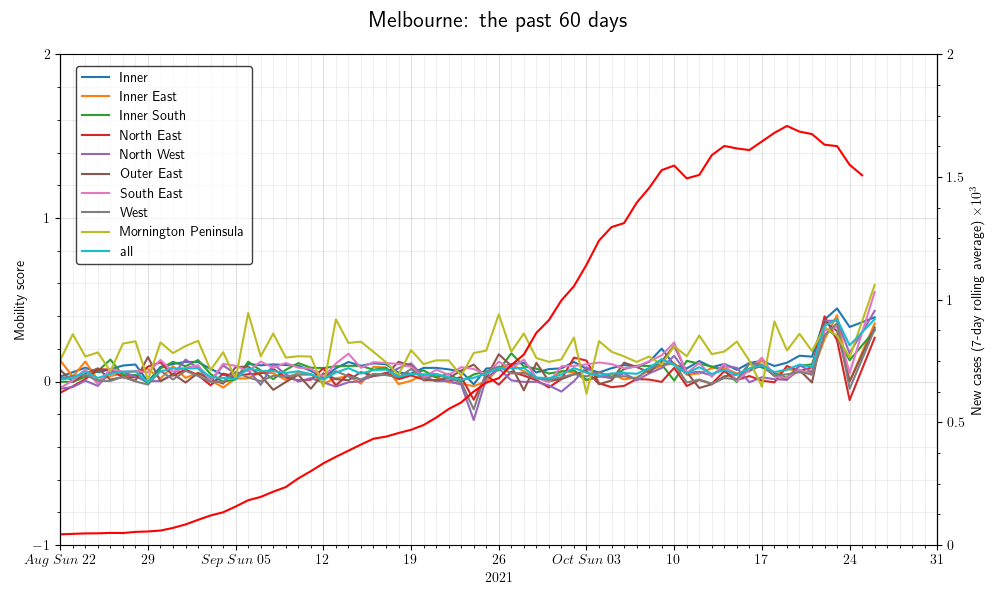 Melbourne: the past 60 days
2
1
0
−1
Mobility score
Inner
Inner East
Inner South
North East
North West
Outer East
South East
West
Mornington Peninsula
all
2
1.5
1
0.5
0
New cases (7-day rolling average) ×10³
Aug Sun 22 29 Sep Sun 05 12 19 26 Oct Sun 03 10 17 24 31
2021